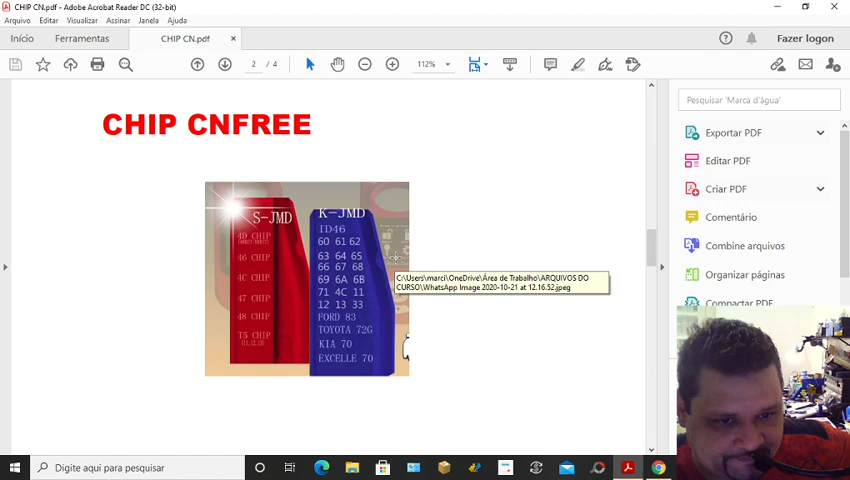 CHIP CN.pdf - Adobe Acrobat Reader DC (32-bit)
Arquivo Editar Visualizar Assinar Janela Ajuda
Início Ferramentas CHIP CN.pdf × Fazer logon
2 / 4 112%
CHIP CNFREE
S-JMD
4D CHIP
46 CHIP
4C CHIP
47 CHIP
48 CHIP
T5 CHIP
(11.12.13)
K-JMD
ID46
60 61 62
63 64 65
66 67 68
69 6A 6B
71 4C 11
12 13 33
FORD 83
TOYOTA 72G
KIA 70
EXCELLE 70
C:\Users\marci\OneDrive\Área de Trabalho\ARQUIVOS DO
CURSO\WhatsApp Image 2020-10-21 at 12.16.52.jpeg
Pesquisar 'Marca d'água'
Exportar PDF
Editar PDF
Criar PDF
Comentário
Combine arquivos
Organizar páginas
Compactar PDF
Digite aqui para pesquisar